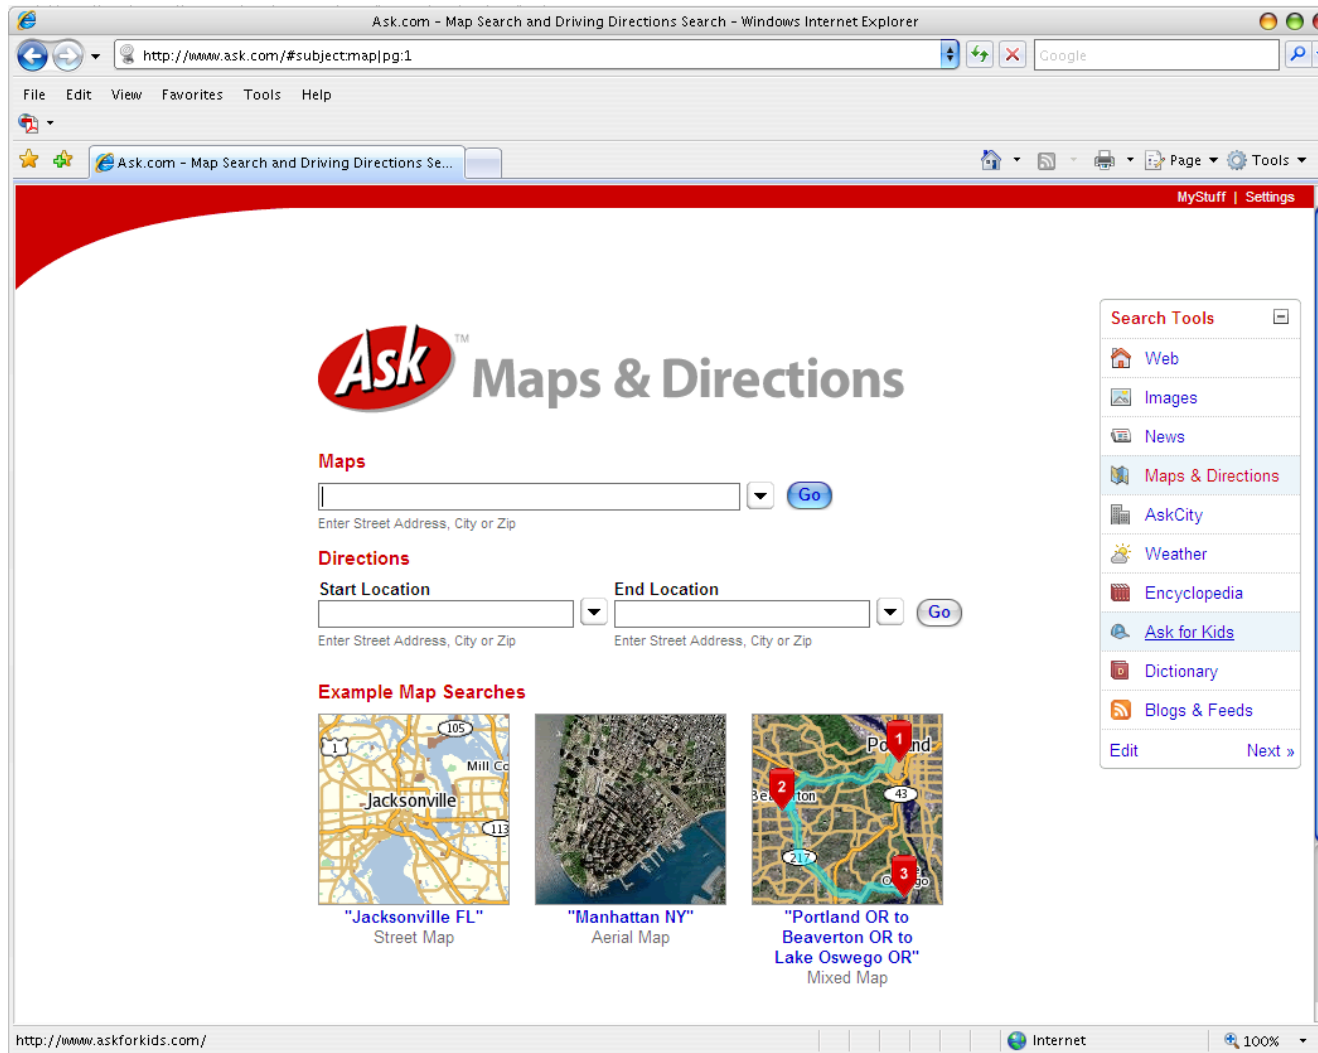 Ask.com - Map Search and Driving Directions Search - Windows Internet Explorer
http://www.ask.com/#subject:map|pg:1
Google
File Edit View Favorites Tools Help
Ask.com - Map Search and Driving Directions Se...
Page Tools
MyStuff | Settings
Ask™ Maps & Directions
Maps
Go
Enter Street Address, City or Zip
Directions
Start Location End Location
Go
Enter Street Address, City or Zip Enter Street Address, City or Zip
Example Map Searches
105
1
Mill Co
Jacksonville
113
1
2
43
217
3
"Jacksonville FL"
Street Map
"Manhattan NY"
Aerial Map
"Portland OR to
Beaverton OR to
Lake Oswego OR"
Mixed Map
Search Tools
Web
Images
News
Maps & Directions
AskCity
Weather
Encyclopedia
Ask for Kids
Dictionary
Blogs & Feeds
Edit Next »
http://www.askforkids.com/
Internet
100%